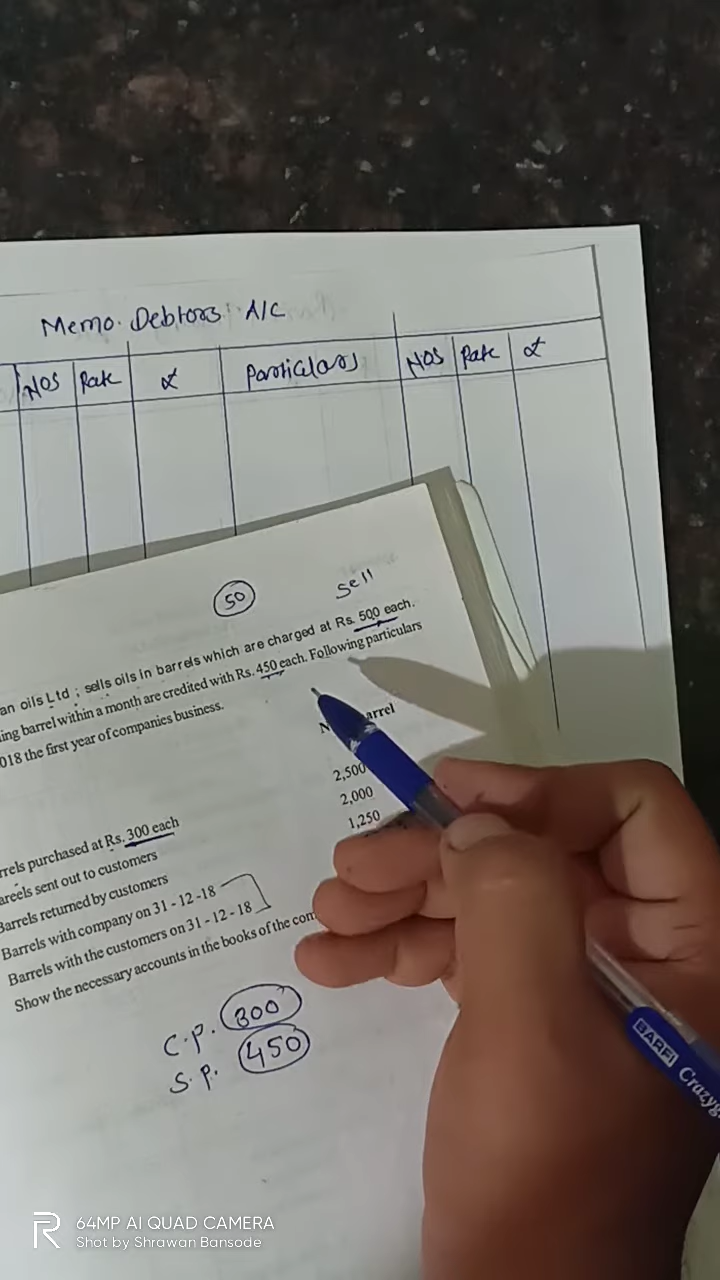 Memo. Debtors. A/C
NOS Rate ₹ Particlars NOS Rate ₹
50 Sell
an oils Ltd ; sells oils in barrels which are charged at Rs. 500 each.
ing barrel within a month are credited with Rs. 450 each. Following particulars
018 the first year of companies business.
arrel
2,500
rrels purchased at Rs. 300 each 2,000
areels sent out to customers 1,250
Barrels returned by customers
Barrels with company on 31 - 12 -18
Barrels with the customers on 31 - 12 -18
Show the necessary accounts in the books of the com
C.p. 300
S.p. 450
BARFI Crazyg
R 64MP AI QUAD CAMERA
Shot by Shrawan Bansode